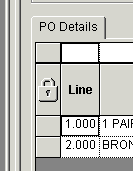 PO Details
Line
1.000 1 PAIR
2.000 BRON